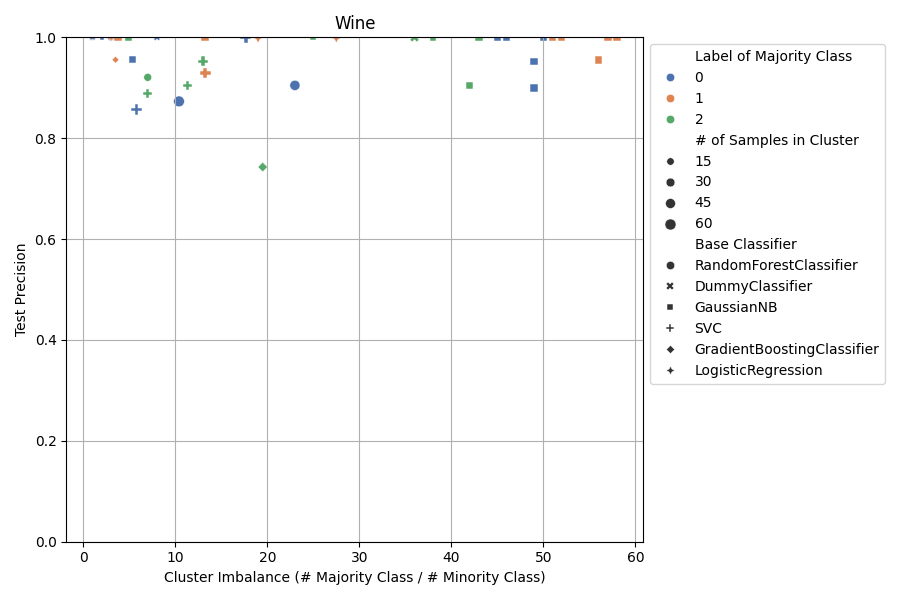 Wine
1.0
0.8
0.6
0.4
0.2
0.0
Test Precision
0
10
20
30
40
50
60
Cluster Imbalance (# Majority Class / # Minority Class)
Label of Majority Class
0
1
2
# of Samples in Cluster
15
30
45
60
Base Classifier
RandomForestClassifier
DummyClassifier
GaussianNB
SVC
GradientBoostingClassifier
LogisticRegression